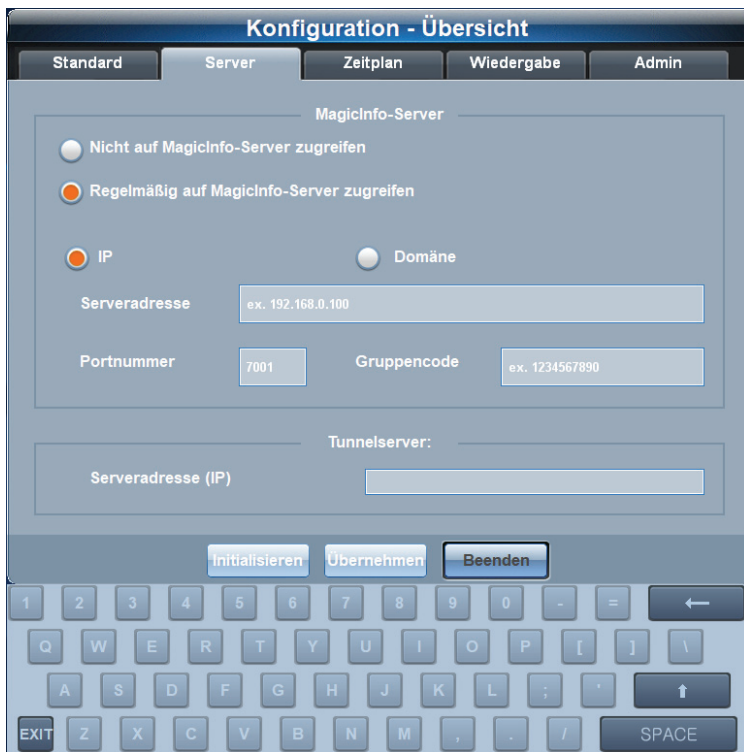 Konfiguration - Übersicht
Standard Server Zeitplan Wiedergabe Admin
MagicInfo-Server
Nicht auf MagicInfo-Server zugreifen
Regelmäßig auf MagicInfo-Server zugreifen
IP Domäne
Serveradresse ex. 192.168.0.100
Portnummer 7001 Gruppencode ex. 1234567890
Tunnelserver:
Serveradresse (IP)
Initialisieren Übernehmen Beenden
1 2 3 4 5 6 7 8 9 0 - = ←
Q W E R T Y U I O P [ ] \
A S D F G H J K L ; '
EXIT Z X C V B N M , . / SPACE